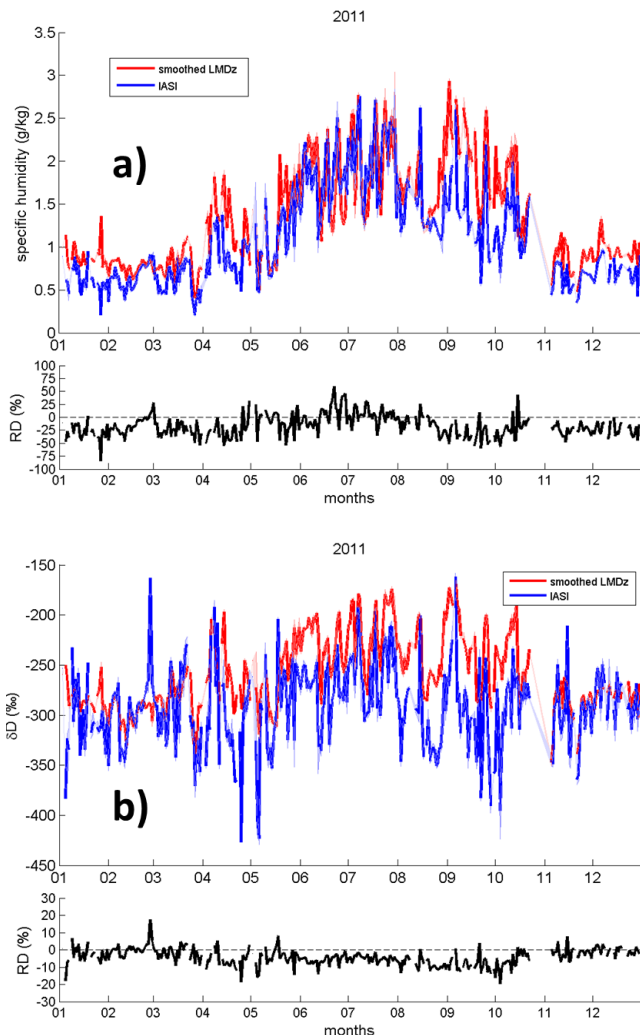 2011
3.5
3
2.5
2
1.5
1
0.5
0
specific humidity (g/kg)
smoothed LMDz
IASI
a)
01 02 03 04 05 06 07 08 09 10 11 12
100
75
50
25
0
-25
-50
-75
-100
RD (%)
01 02 03 04 05 06 07 08 09 10 11 12
months
2011
-150
-200
-250
-300
-350
-400
-450
δD (‰)
smoothed LMDz
IASI
b)
01 02 03 04 05 06 07 08 09 10 11 12
30
20
10
0
-10
-20
30
RD (%)
01 02 03 04 05 06 07 08 09 10 11 12
months